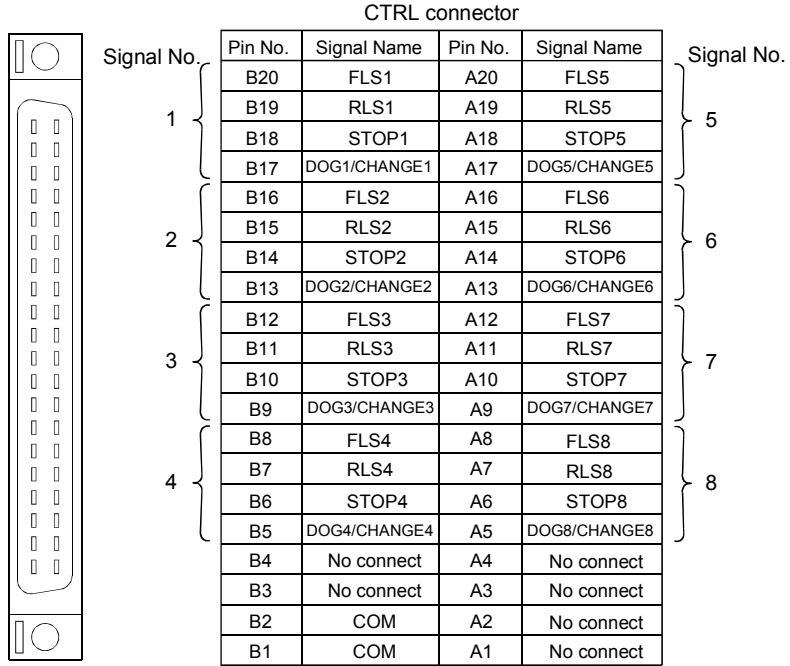 CTRL connector
Signal No.
Pin No. Signal Name Pin No. Signal Name
Signal No.
B20 FLS1 A20 FLS5
B19 RLS1 A19 RLS5
1
5
B18 STOP1 A18 STOP5
B17 DOG1/CHANGE1 A17 DOG5/CHANGE5
B16 FLS2 A16 FLS6
B15 RLS2 A15 RLS6
2
6
B14 STOP2 A14 STOP6
B13 DOG2/CHANGE2 A13 DOG6/CHANGE6
B12 FLS3 A12 FLS7
B11 RLS3 A11 RLS7
3
7
B10 STOP3 A10 STOP7
B9 DOG3/CHANGE3 A9 DOG7/CHANGE7
B8 FLS4 A8 FLS8
B7 RLS4 A7 RLS8
4
8
B6 STOP4 A6 STOP8
B5 DOG4/CHANGE4 A5 DOG8/CHANGE8
B4 No connect A4 No connect
B3 No connect A3 No connect
B2 COM A2 No connect
B1 COM A1 No connect